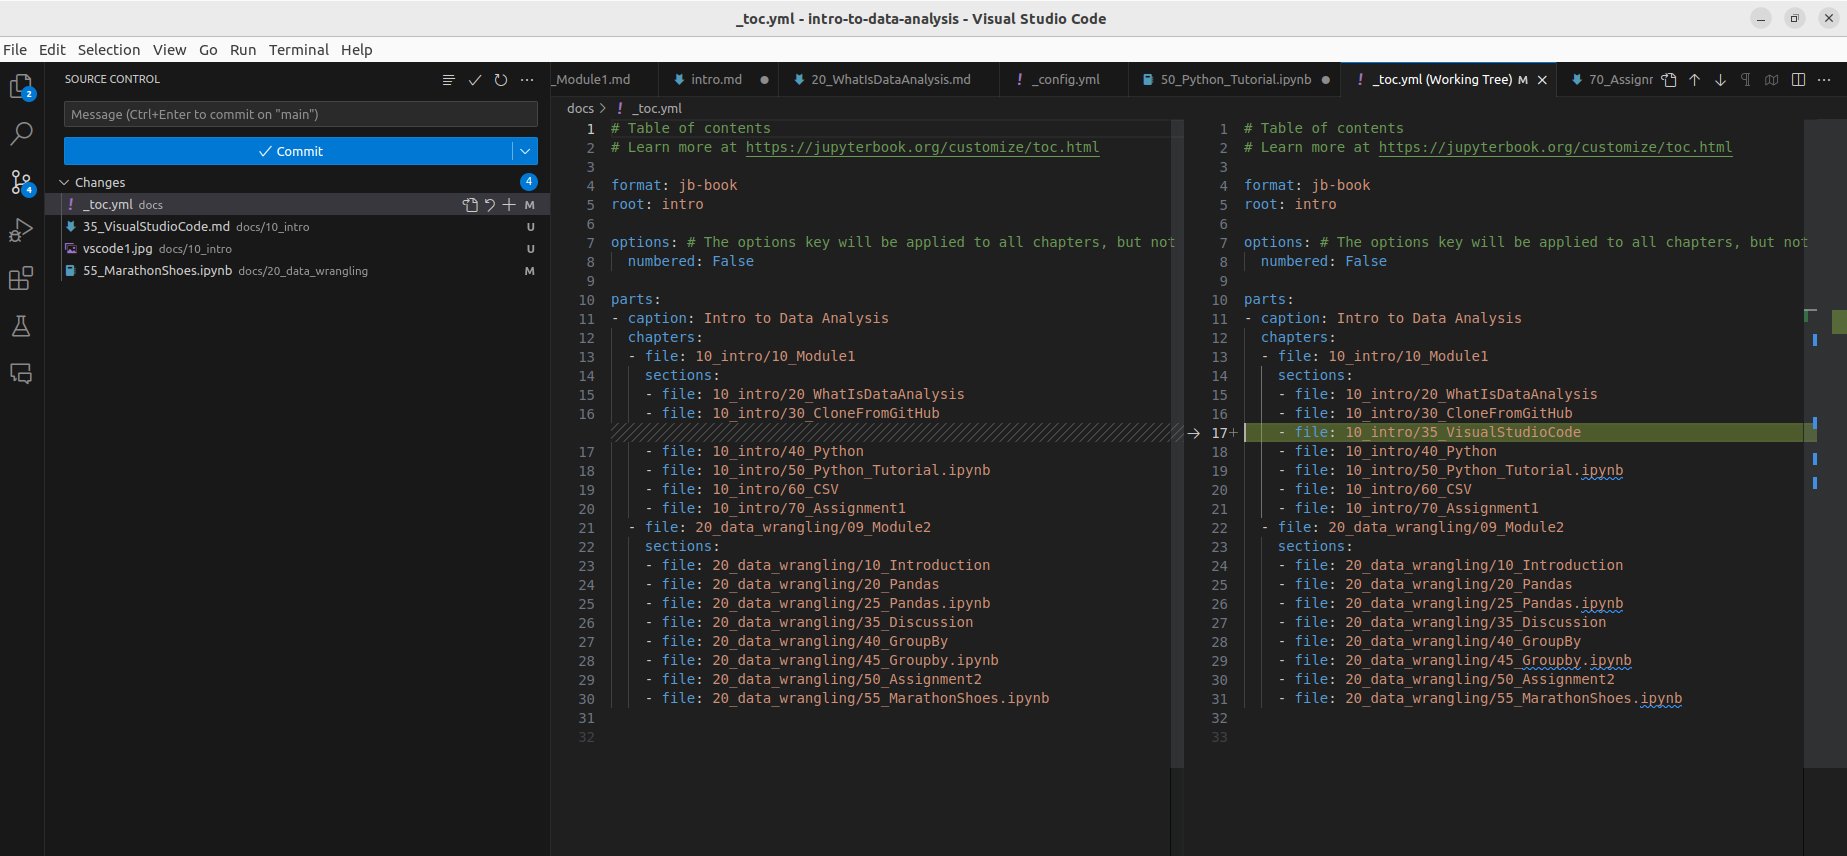 _toc.yml - intro-to-data-analysis - Visual Studio Code
File Edit Selection View Go Run Terminal Help
2
4
SOURCE CONTROL
Message (Ctrl+Enter to commit on "main")
Commit
Changes 4
! _toc.yml docs M
35_VisualStudioCode.md docs/10_intro U
vscode1.jpg docs/10_intro U
55_MarathonShoes.ipynb docs/20_data_wrangling M
_Module1.md intro.md 20_WhatIsDataAnalysis.md ! _config.yml 50_Python_Tutorial.ipynb ! _toc.yml (Working Tree) M 70_Assignr
docs > ! _toc.yml
1 # Table of contents
2 # Learn more at https://jupyterbook.org/customize/toc.html
3
4 format: jb-book
5 root: intro
6
7 options: # The options key will be applied to all chapters, but not
8 numbered: False
9
10 parts:
11 - caption: Intro to Data Analysis
12 chapters:
13 - file: 10_intro/10_Module1
14 sections:
15 - file: 10_intro/20_WhatIsDataAnalysis
16 - file: 10_intro/30_CloneFromGitHub
17 - file: 10_intro/40_Python
18 - file: 10_intro/50_Python_Tutorial.ipynb
19 - file: 10_intro/60_CSV
20 - file: 10_intro/70_Assignment1
21 - file: 20_data_wrangling/09_Module2
22 sections:
23 - file: 20_data_wrangling/10_Introduction
24 - file: 20_data_wrangling/20_Pandas
25 - file: 20_data_wrangling/25_Pandas.ipynb
26 - file: 20_data_wrangling/35_Discussion
27 - file: 20_data_wrangling/40_GroupBy
28 - file: 20_data_wrangling/45_Groupby.ipynb
29 - file: 20_data_wrangling/50_Assignment2
30 - file: 20_data_wrangling/55_MarathonShoes.ipynb
31
32
1 # Table of contents
2 # Learn more at https://jupyterbook.org/customize/toc.html
3
4 format: jb-book
5 root: intro
6
7 options: # The options key will be applied to all chapters, but not
8 numbered: False
9
10 parts:
11 - caption: Intro to Data Analysis
12 chapters:
13 - file: 10_intro/10_Module1
14 sections:
15 - file: 10_intro/20_WhatIsDataAnalysis
16 - file: 10_intro/30_CloneFromGitHub
17+ - file: 10_intro/35_VisualStudioCode
18 - file: 10_intro/40_Python
19 - file: 10_intro/50_Python_Tutorial.ipynb
20 - file: 10_intro/60_CSV
21 - file: 10_intro/70_Assignment1
22 - file: 20_data_wrangling/09_Module2
23 sections:
24 - file: 20_data_wrangling/10_Introduction
25 - file: 20_data_wrangling/20_Pandas
26 - file: 20_data_wrangling/25_Pandas.ipynb
27 - file: 20_data_wrangling/35_Discussion
28 - file: 20_data_wrangling/40_GroupBy
29 - file: 20_data_wrangling/45_Groupby.ipynb
30 - file: 20_data_wrangling/50_Assignment2
31 - file: 20_data_wrangling/55_MarathonShoes.ipynb
32
33